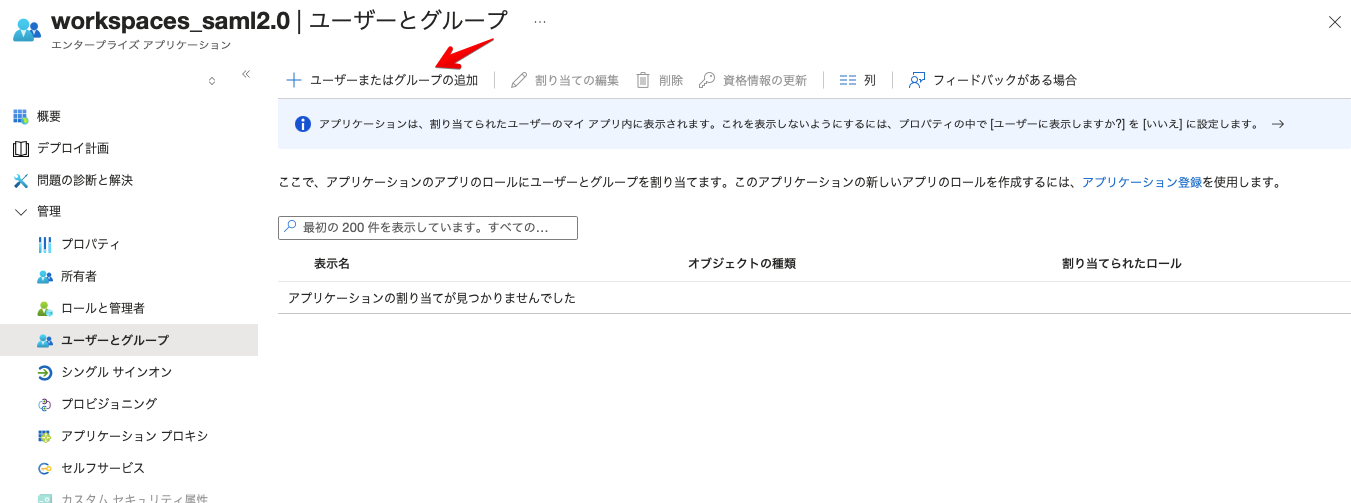 workspaces_saml2.0 | ユーザーとグループ ...
エンタープライズ アプリケーション
概要
デプロイ計画
問題の診断と解決
管理
プロパティ
所有者
ロールと管理者
ユーザーとグループ
シングル サインオン
プロビジョニング
アプリケーション プロキシ
セルフサービス
カスタム セキュリティ属性
ユーザーまたはグループの追加 割り当ての編集 削除 資格情報の更新 列 フィードバックがある場合
アプリケーションは、割り当てられたユーザーのマイ アプリ内に表示されます。これを表示しないようにするには、プロパティの中で [ユーザーに表示しますか?] を [いいえ] に設定します。 →
ここで、アプリケーションのアプリのロールにユーザーとグループを割り当てます。このアプリケーションの新しいアプリのロールを作成するには、アプリケーション登録を使用します。
最初の 200 件を表示しています。すべての...
表示名 オブジェクトの種類 割り当てられたロール
アプリケーションの割り当てが見つかりませんでした